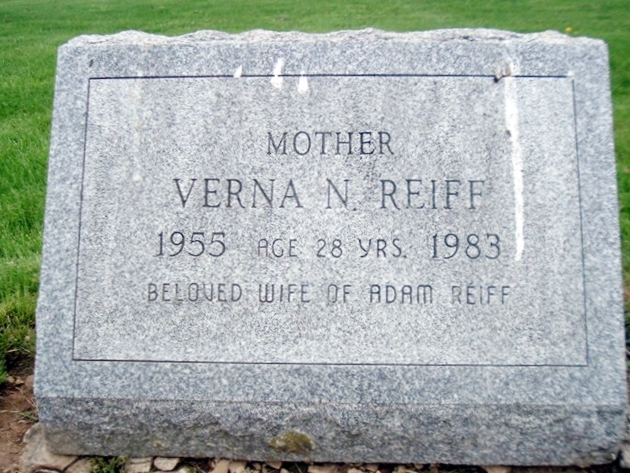 MOTHER
VERNA N. REIFF
1955 AGE 28 YRS. 1983
BELOVED WIFE OF ADAM REIFF